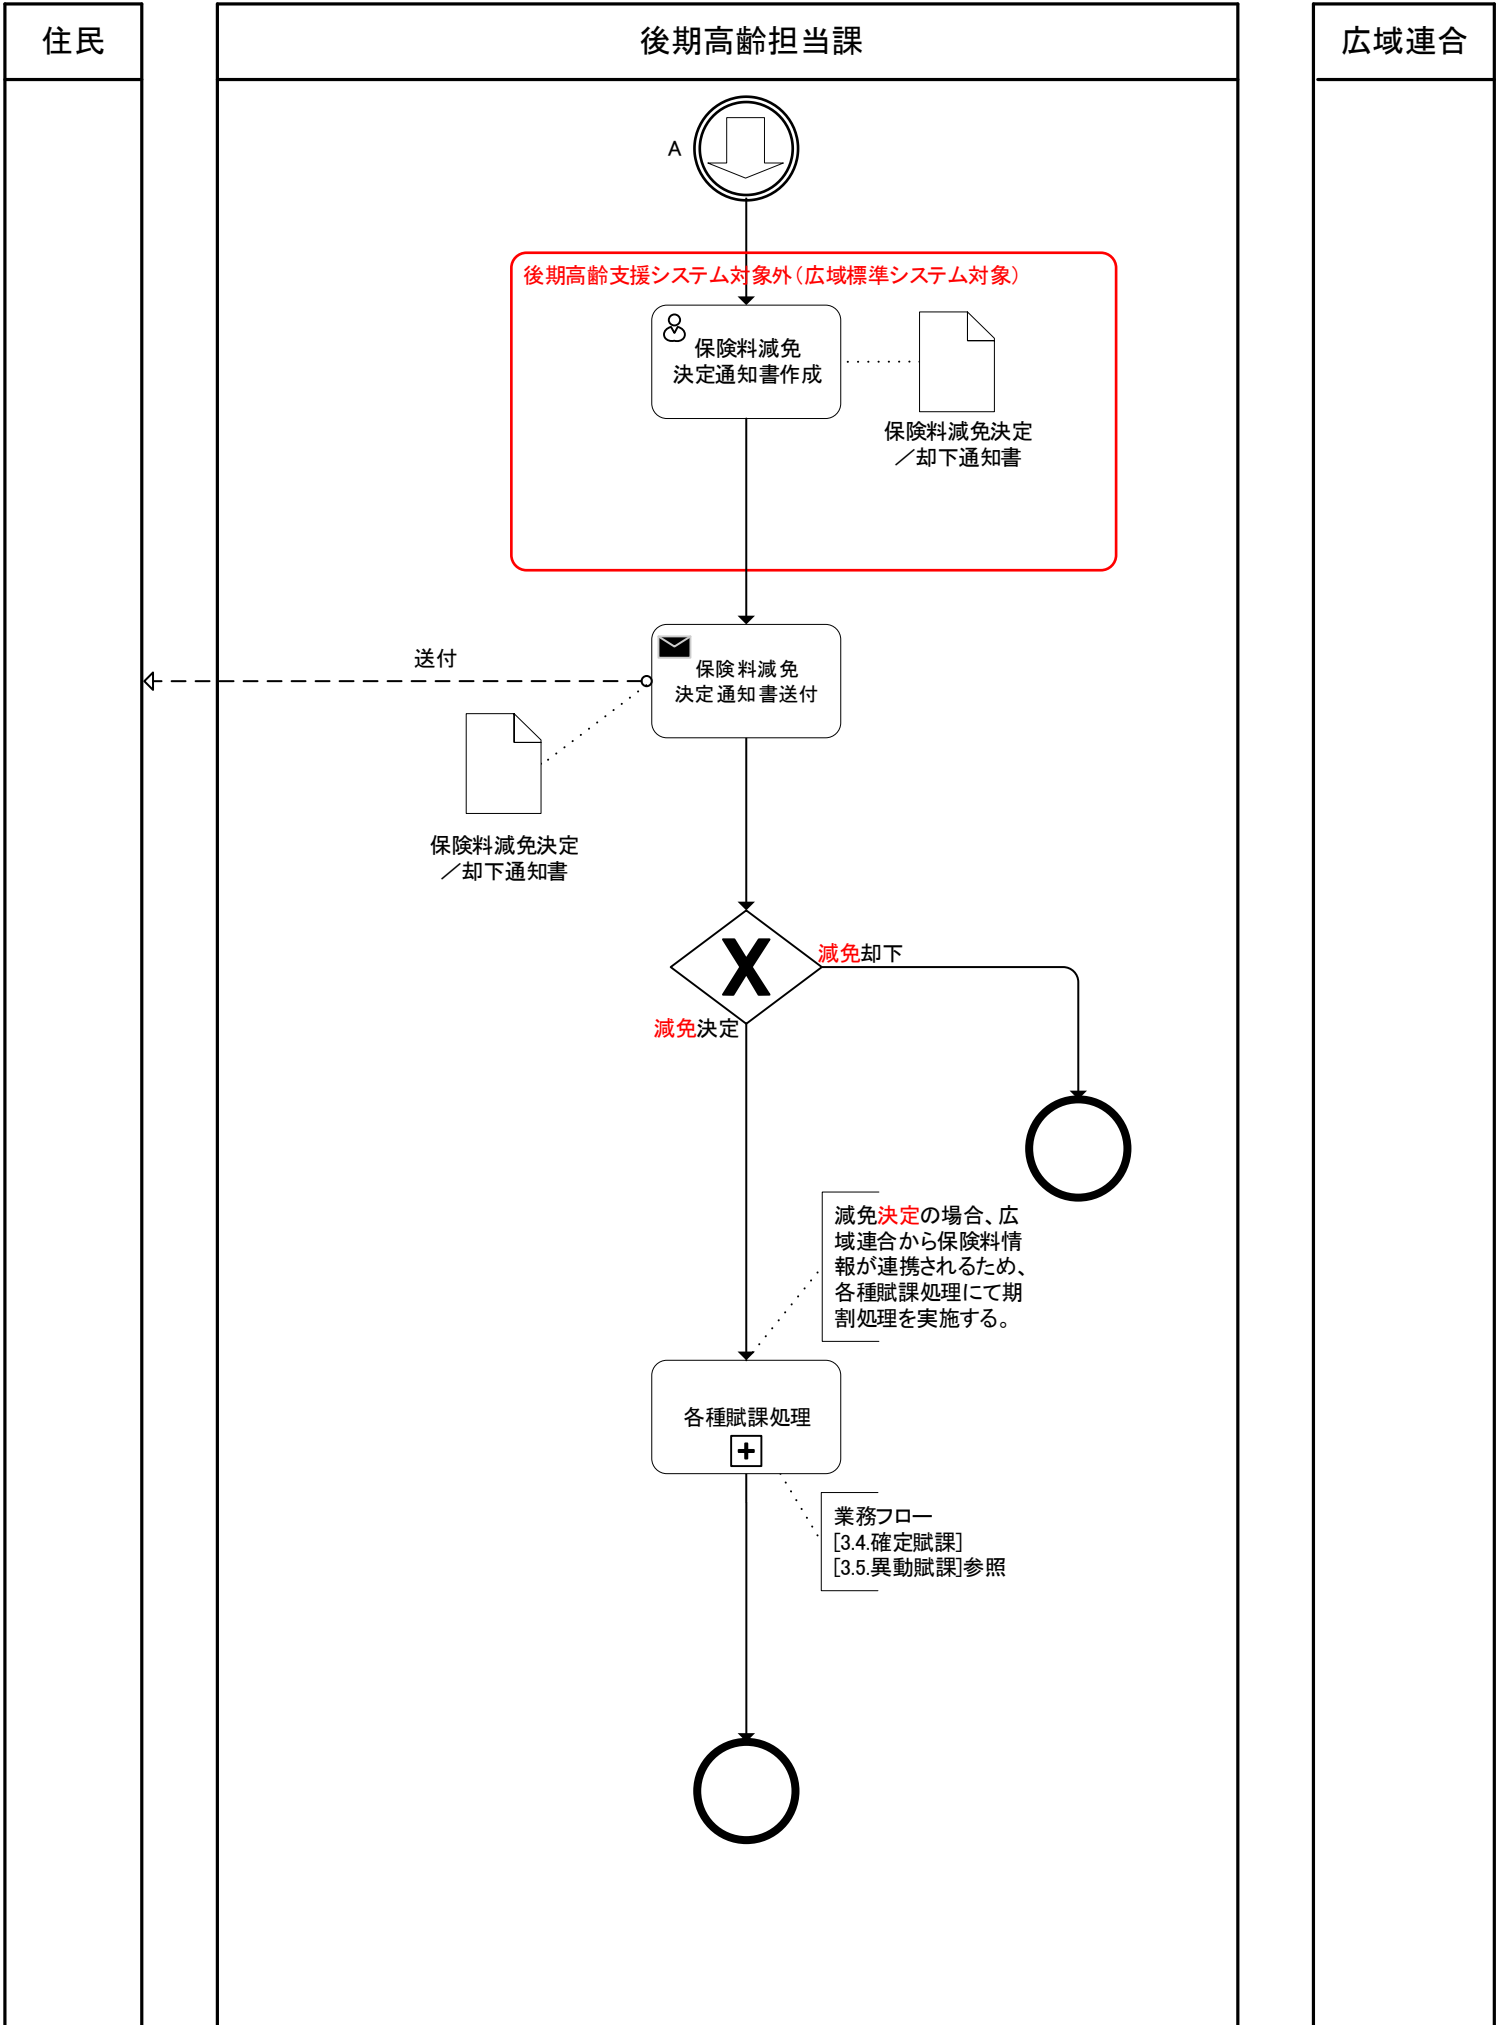 住民
後期高齢担当課
広域連合
A
後期高齢支援システム対象外（広域標準システム対象）
保険料減免
決定通知書作成
保険料減免決定
／却下通知書
送付
保険料減免
決定通知書送付
保険料減免決定
／却下通知書
減免却下
減免決定
減免決定の場合、広
域連合から保険料情
報が連携されるため、
各種賦課処理にて期
割処理を実施する。
各種賦課処理
業務フロー
[3.4.確定賦課]
[3.5.異動賦課]参照